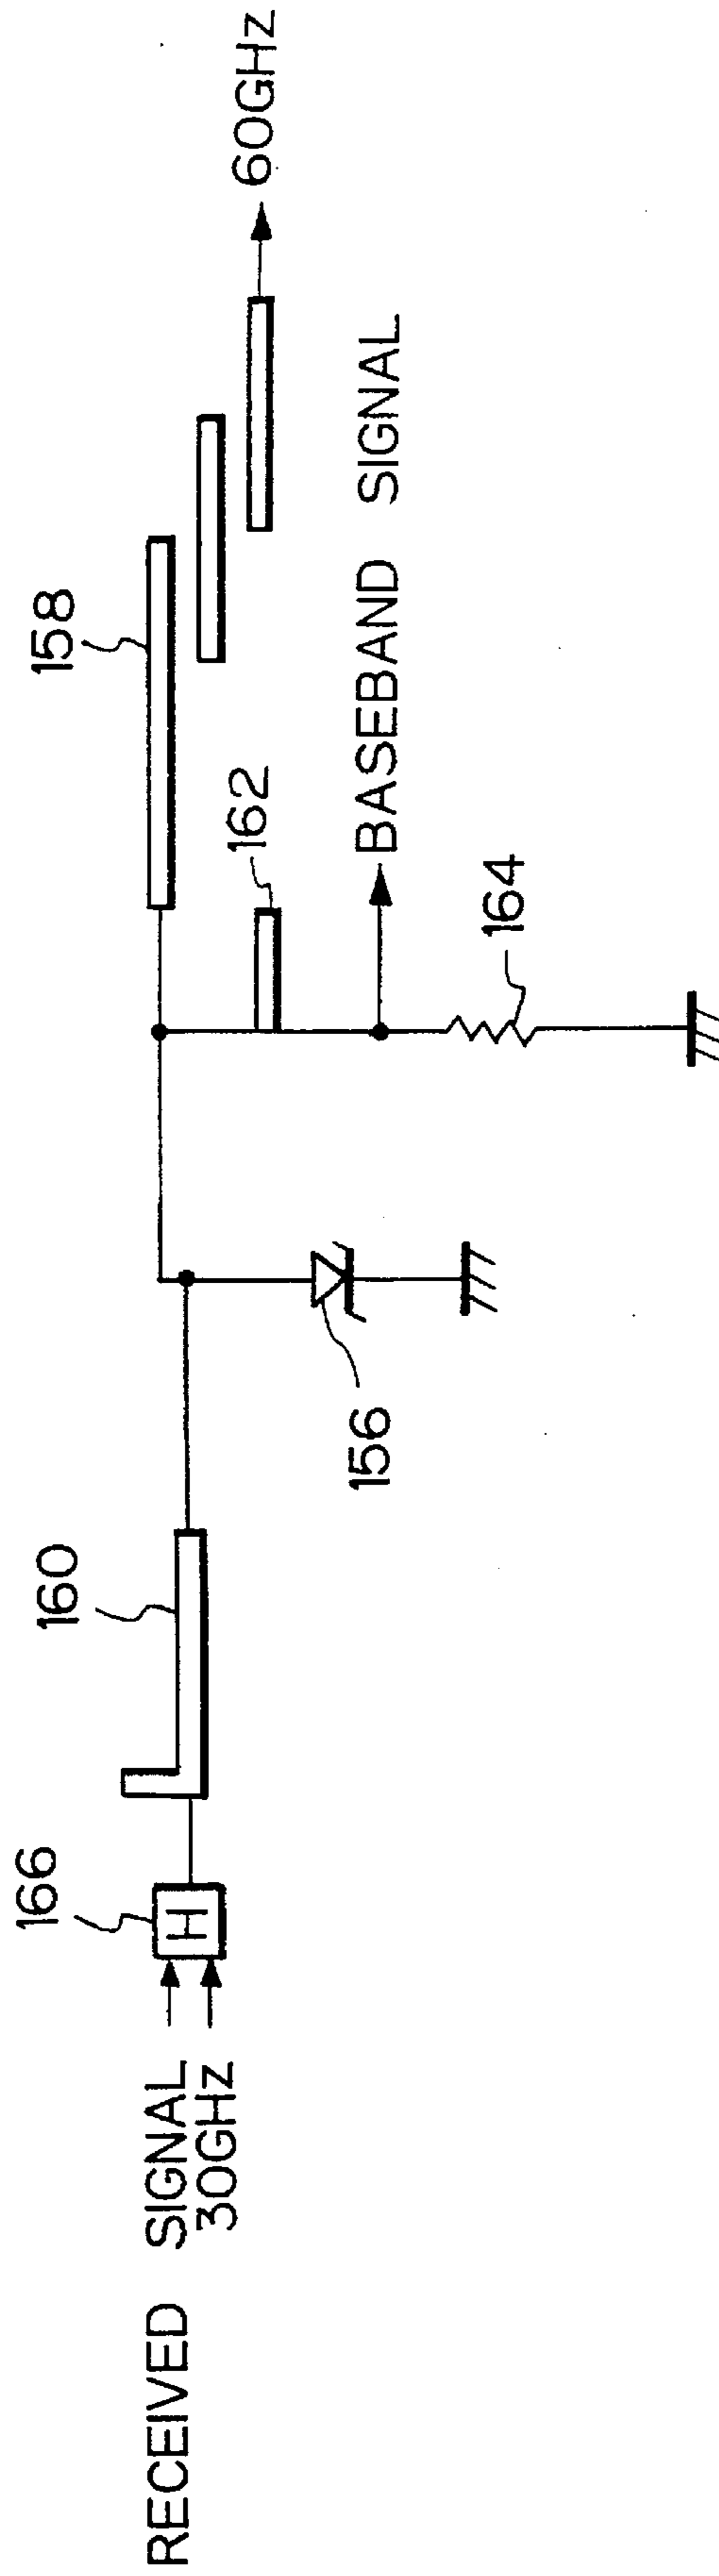 RECEIVED SIGNAL
30GHz
166
H
160
156
158
162
164
BASEBAND SIGNAL
60GHz